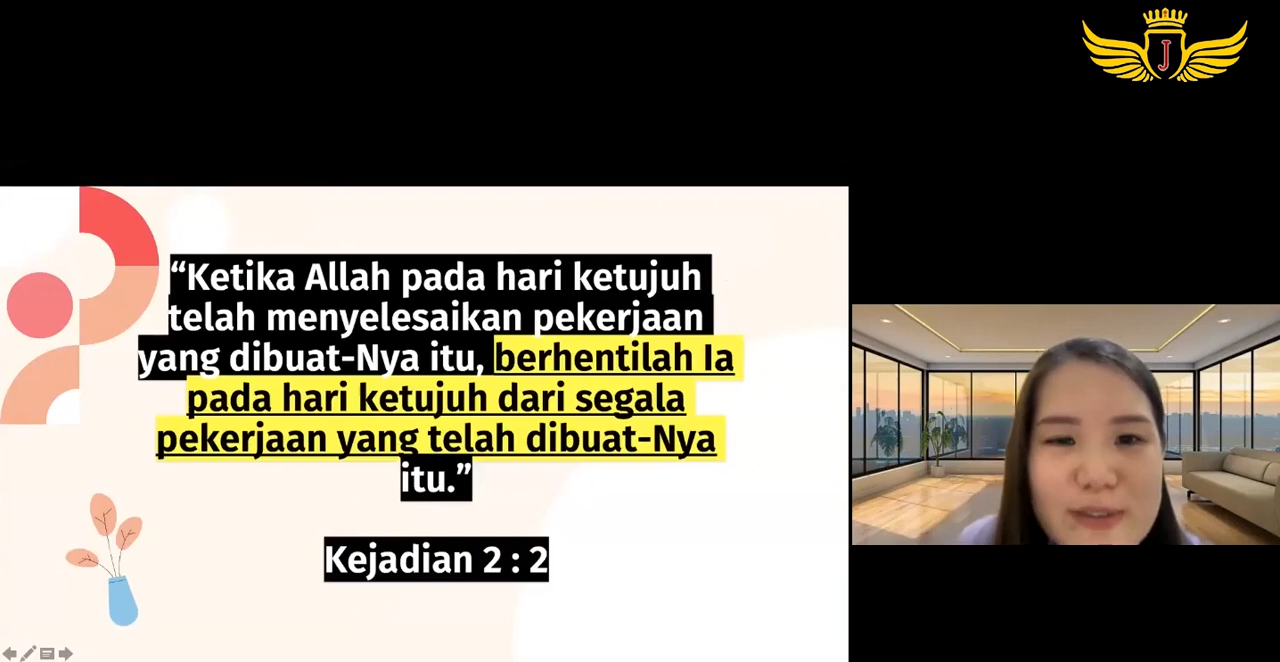 J
“Ketika Allah pada hari ketujuh
telah menyelesaikan pekerjaan
yang dibuat-Nya itu, berhentilah Ia
pada hari ketujuh dari segala
pekerjaan yang telah dibuat-Nya
itu.”
Kejadian 2 : 2